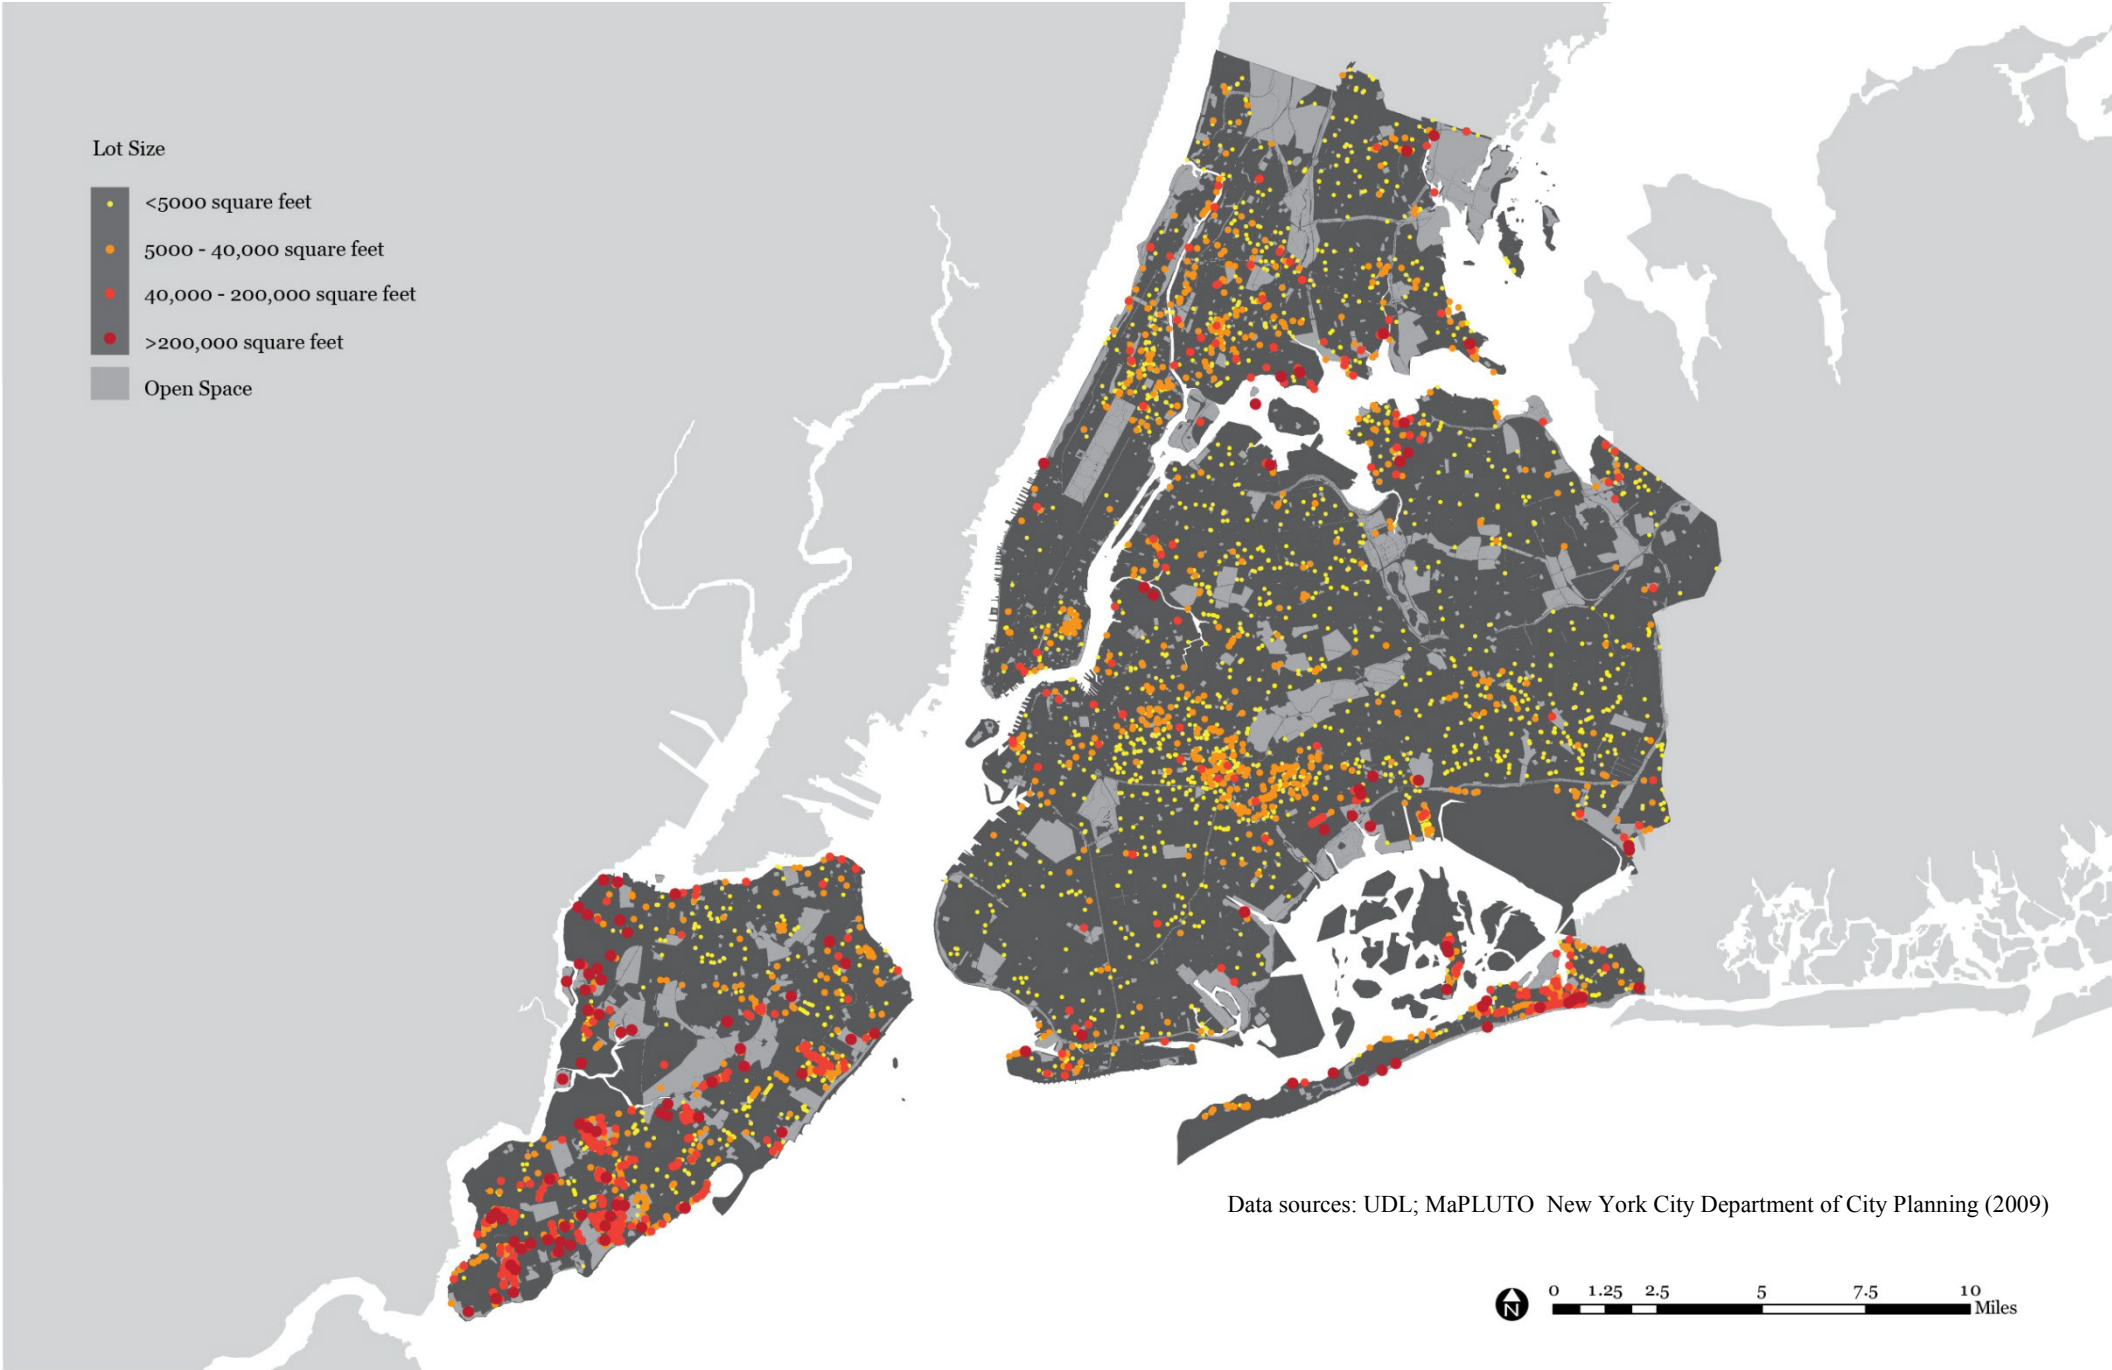 Lot Size
<5000 square feet
5000 - 40,000 square feet
40,000 - 200,000 square feet
>200,000 square feet
Open Space
Data sources: UDL; MaPLUTO New York City Department of City Planning (2009)
N
0 1.25 2.5 5 7.5 10
Miles